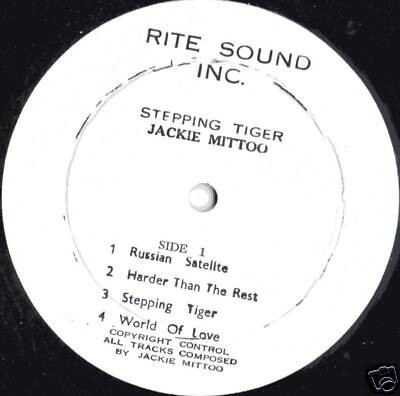 RITE SOUND
INC.
STEPPING TIGER
JACKIE MITTOO
SIDE 1
1 Russian Satelite
2 Harder Than The Rest
3 Stepping Tiger
4 World Of Love
COPYRIGHT CONTROL
ALL TRACKS COMPOSED
BY JACKIE MITTOO